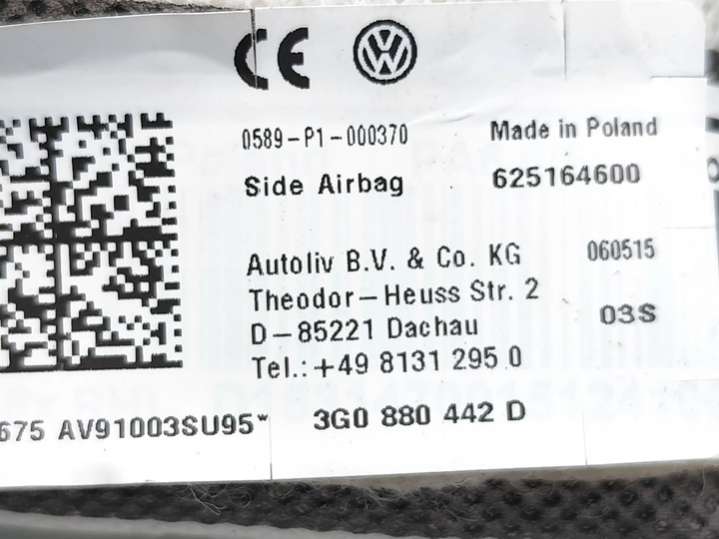 CE VW
0589-P1-000370 Made in Poland
Side Airbag 625164600
Autoliv B.V. & Co. KG 060515
Theodor-Heuss Str. 2
03S
D-85221 Dachau
Tel.:+49 8131 295 0
675 AV91003SU95* 3G0 880 442 D